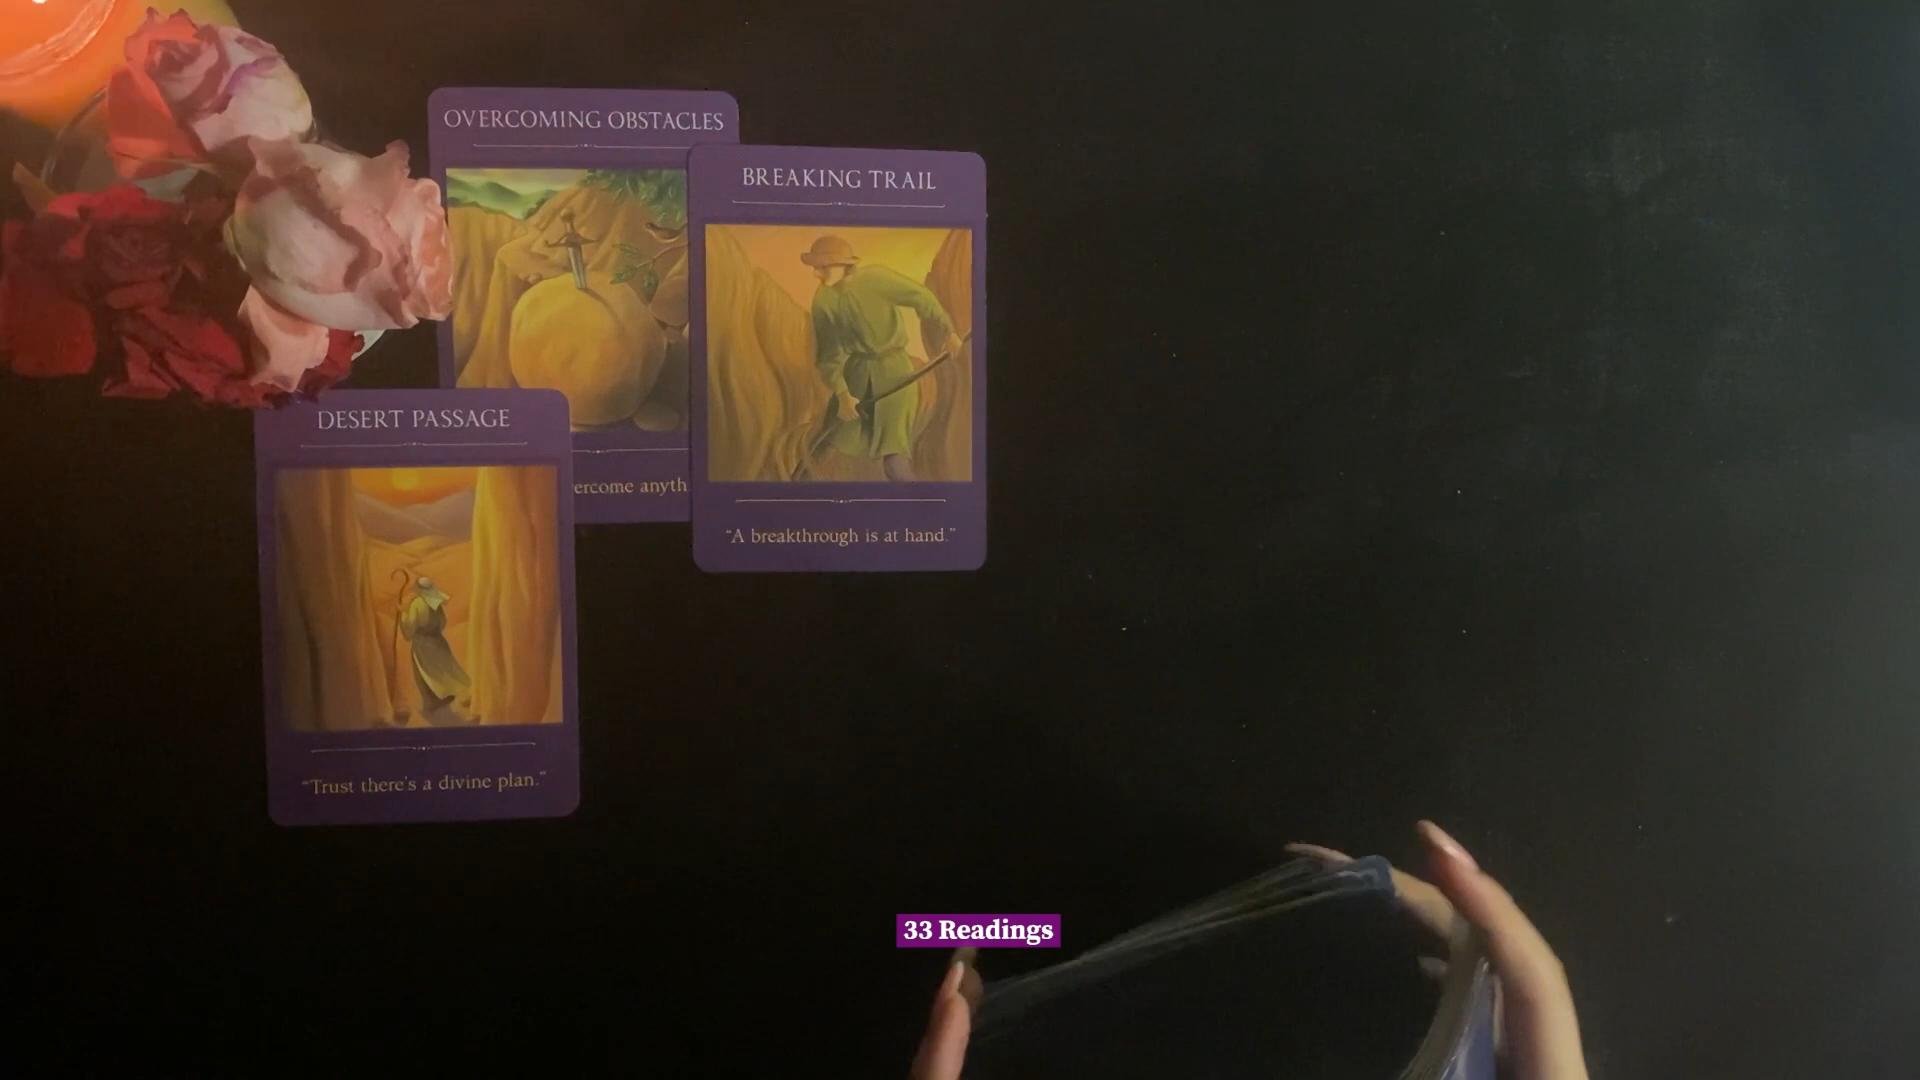 OVERCOMING OBSTACLES
BREAKING TRAIL
DESERT PASSAGE
ercome anyth
"A breakthrough is at hand."
"Trust there's a divine plan."
33 Readings